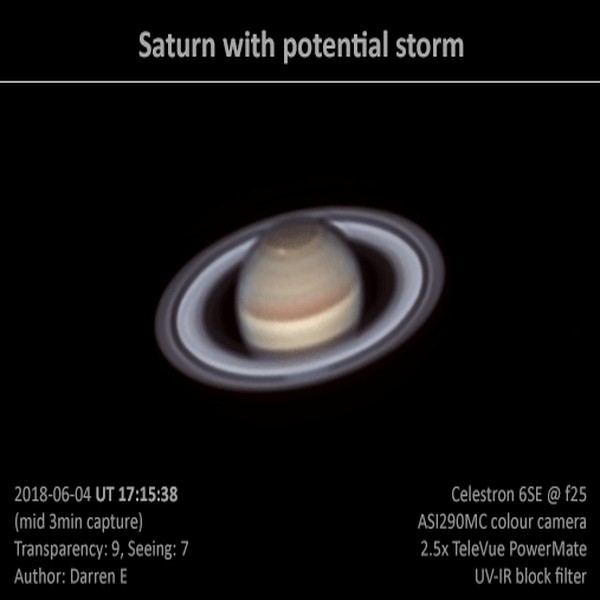 Saturn with potential storm
2018-06-04 UT 17:15:38
(mid 3min capture)
Transparency: 9, Seeing: 7
Author: Darren E
Celestron 6SE @ f25
ASI290MC colour camera
2.5x TeleVue PowerMate
UV-IR block filter